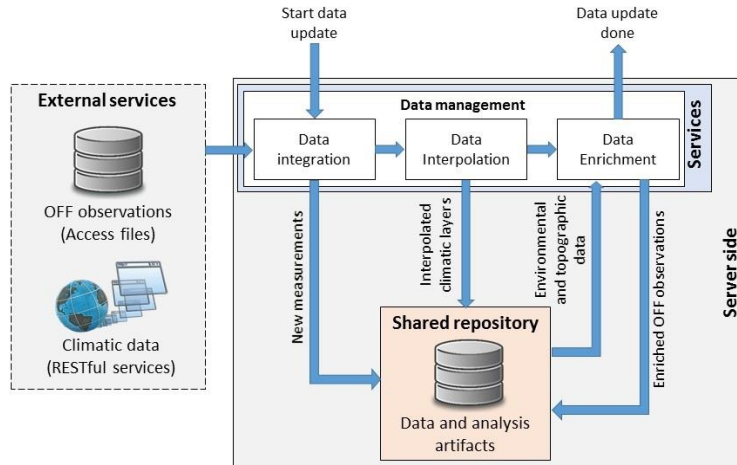 Start data
update
Data update
done
External services
OFF observations
(Access files)
Climatic data
(RESTful services)
Data management
Data
integration
Data
Interpolation
Data
Enrichment
Services
Server side
New measurements
Interpolated
climatic layers
Environmental
and topographic
data
Enriched OFF observations
Shared repository
Data and analysis
artifacts